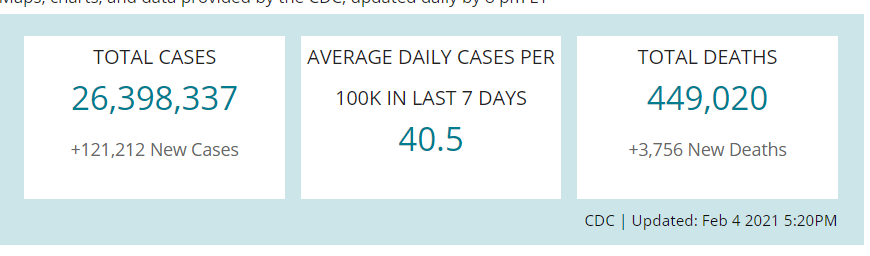 Maps, charts, and data provided by the CDC, updated daily by 8 pm ET
TOTAL CASES
26,398,337
+121,212 New Cases
AVERAGE DAILY CASES PER
100K IN LAST 7 DAYS
40.5
TOTAL DEATHS
449,020
+3,756 New Deaths
CDC | Updated: Feb 4 2021 5:20PM